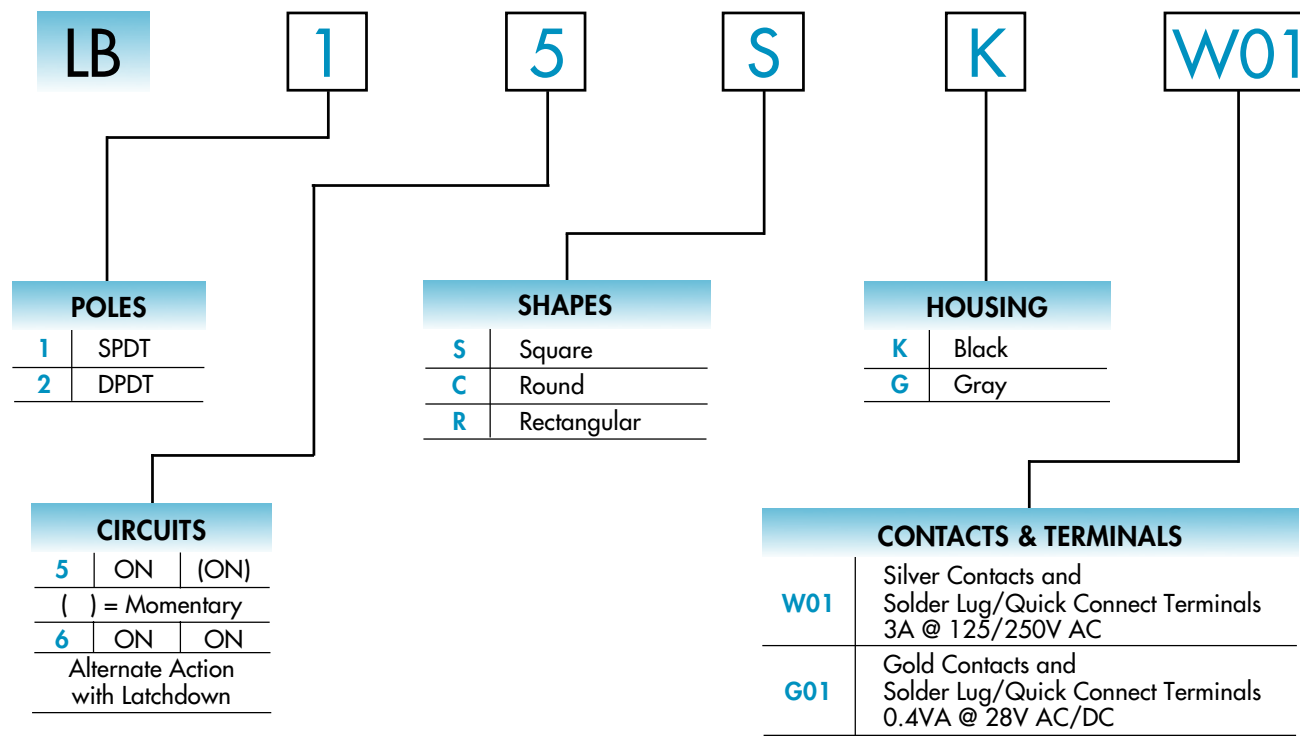 LB 1 5 S K W01
POLES
1 SPDT
2 DPDT
SHAPES
S Square
C Round
R Rectangular
HOUSING
K Black
G Gray
CIRCUITS
5 ON (ON)
( ) = Momentary
6 ON ON
Alternate Action
with Latchdown
CONTACTS & TERMINALS
W01
Silver Contacts and
Solder Lug/Quick Connect Terminals
3A @ 125/250V AC
G01
Gold Contacts and
Solder Lug/Quick Connect Terminals
0.4VA @ 28V AC/DC